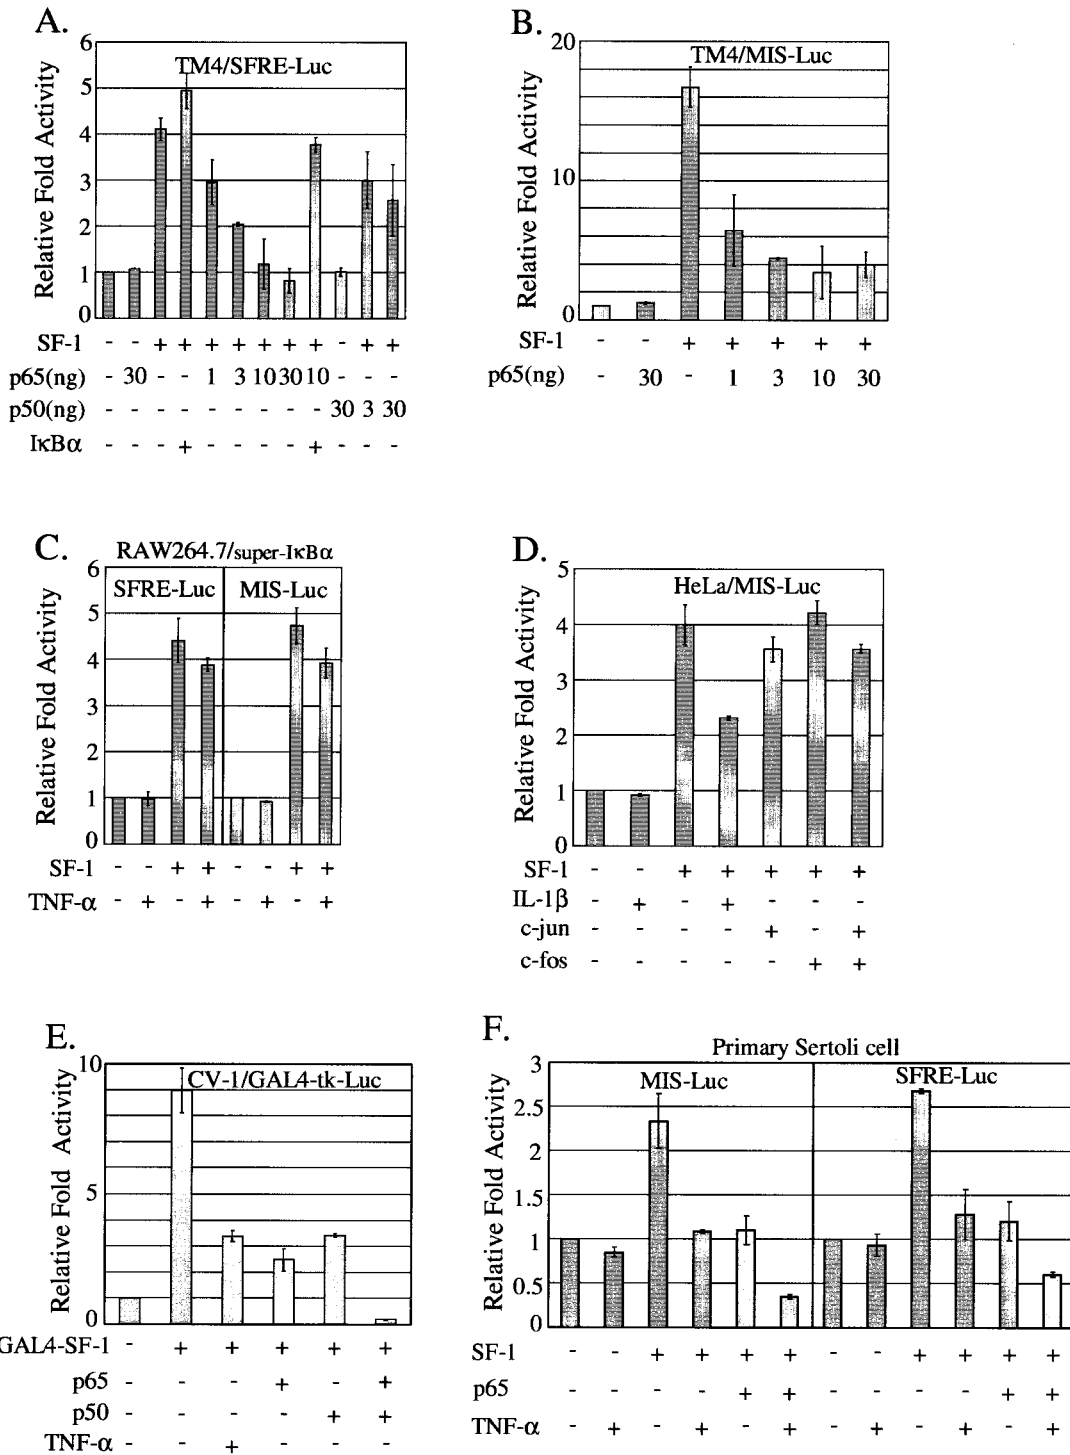 A.
TM4/SFRE-Luc
Relative Fold Activity
6
5
4
3
2
1
0
SF-1 - - + + + + + + + - + +
p65(ng) - 30 - - 1 3 10 30 10 - - -
p50(ng) - - - - - - - - - 30 3 30
IκBα - - - + - - - - + - - -
B.
TM4/MIS-Luc
Relative Fold Activity
20
10
0
SF-1 - - + + + + +
p65(ng) - 30 - 1 3 10 30
C.
RAW264.7/super-IκBα
SFRE-Luc MIS-Luc
Relative Fold Activity
6
5
4
3
2
1
0
SF-1 - - + + - - + +
TNF-α - + - + - + - +
D.
HeLa/MIS-Luc
Relative Fold Activity
5
4
3
2
1
0
SF-1 - - + + + + +
IL-1β - + - + - - -
c-jun - - - - + - +
c-fos - - - - - + +
E.
CV-1/GAL4-tk-Luc
Relative Fold Activity
10
5
0
GAL4-SF-1 - + + + + +
p65 - - - + - +
p50 - - - - + +
TNF-α - - + - - -
F.
Primary Sertoli cell
MIS-Luc SFRE-Luc
Relative Fold Activity
3
2.5
2
1.5
1
0.5
0
SF-1 - - + + + + - - + + + +
p65 - - - - + + - - - - + +
TNF-α - + - + - + - + - + - +